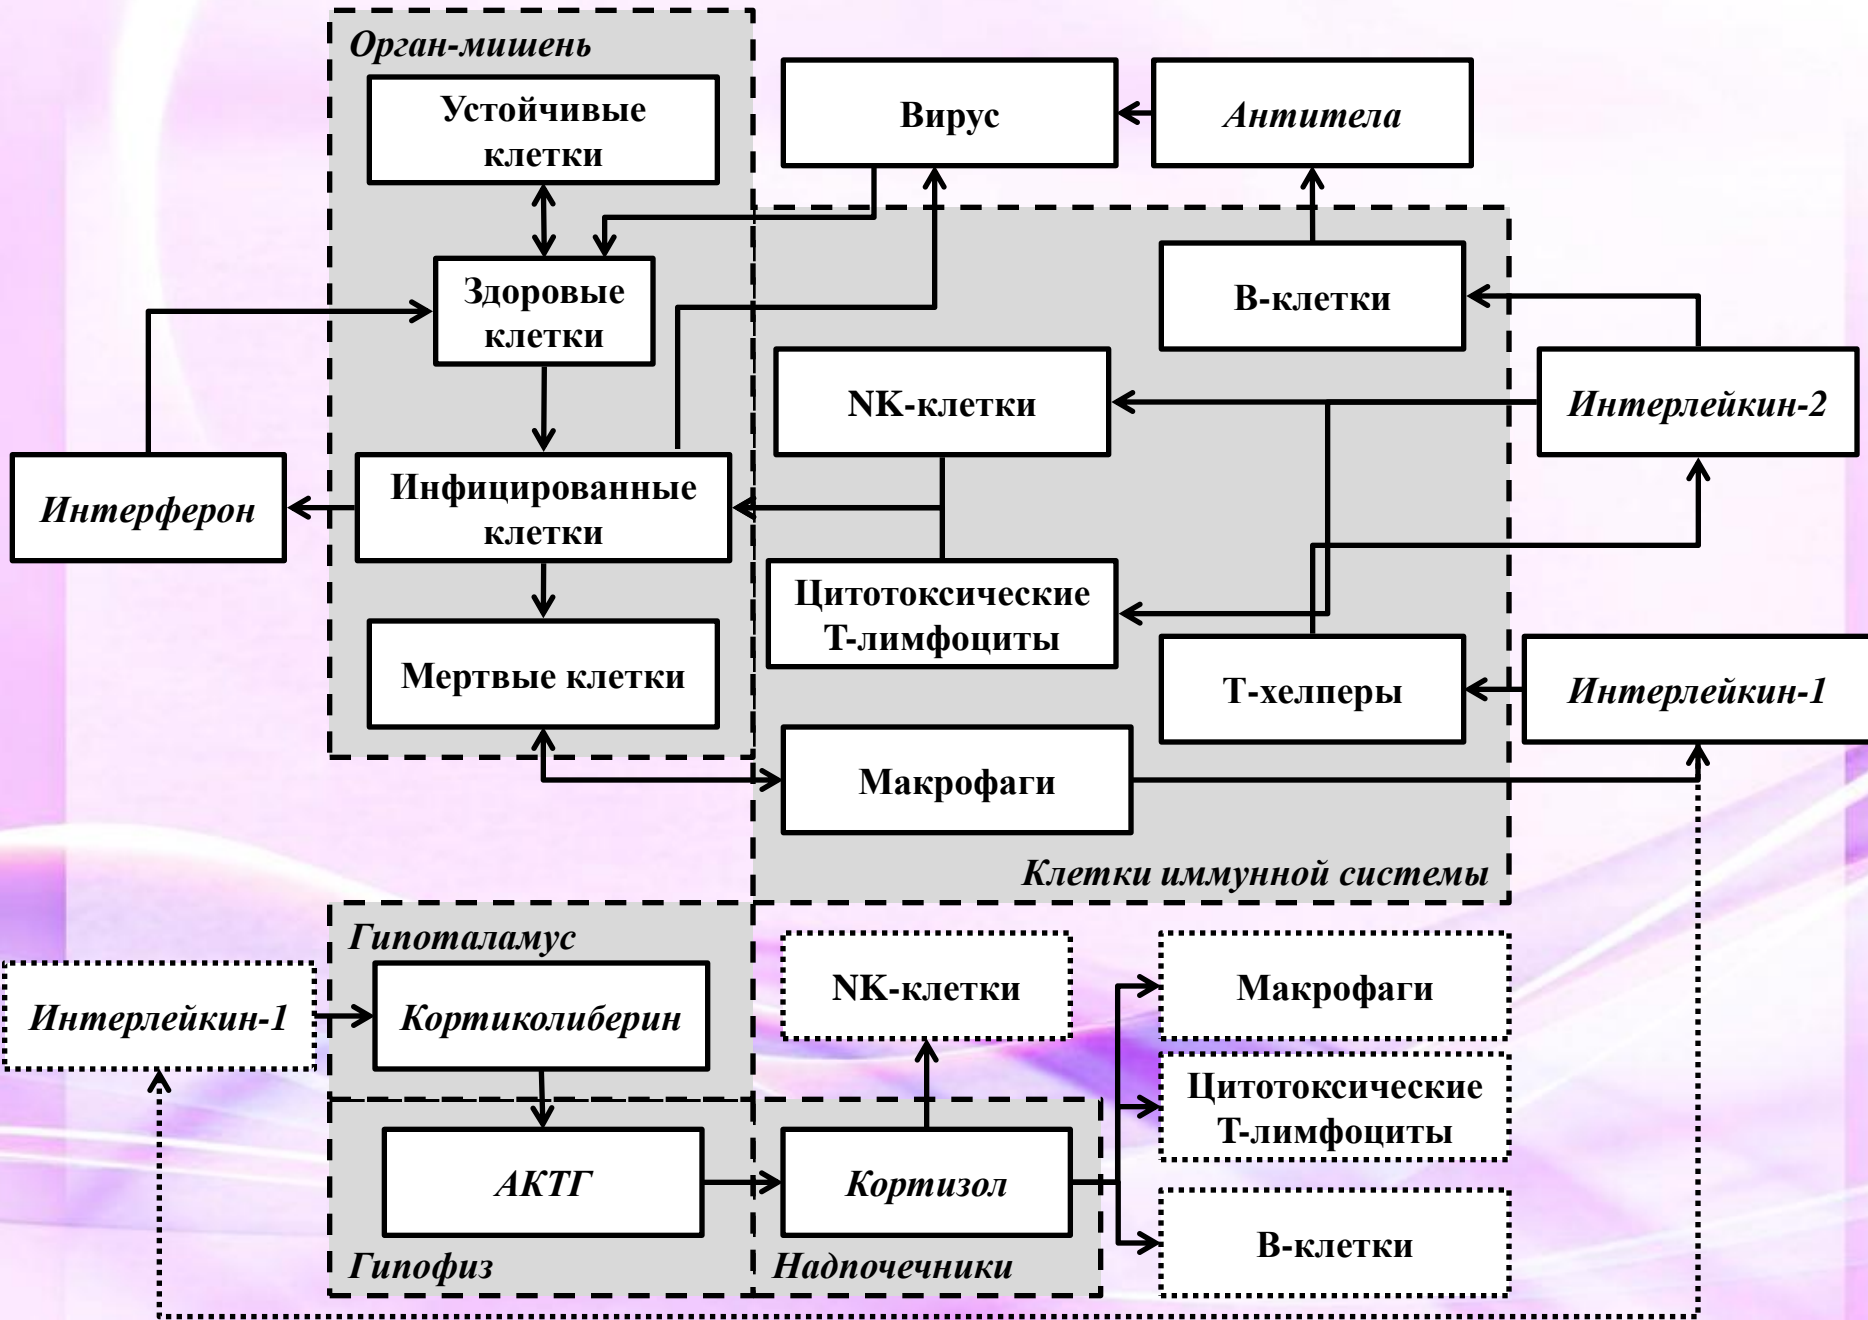 Орган-мишень
Устойчивые
клетки
Вирус
Антитела
Здоровые
клетки
В-клетки
NK-клетки
Интерлейкин-2
Интерферон
Инфицированные
клетки
Цитотоксические
Т-лимфоциты
Мертвые клетки
Т-хелперы
Интерлейкин-1
Макрофаги
Клетки иммунной системы
Гипоталамус
Интерлейкин-1
Кортиколиберин
NK-клетки
Макрофаги
Цитотоксические
Т-лимфоциты
АКТГ
Кортизол
В-клетки
Гипофиз
Надпочечники